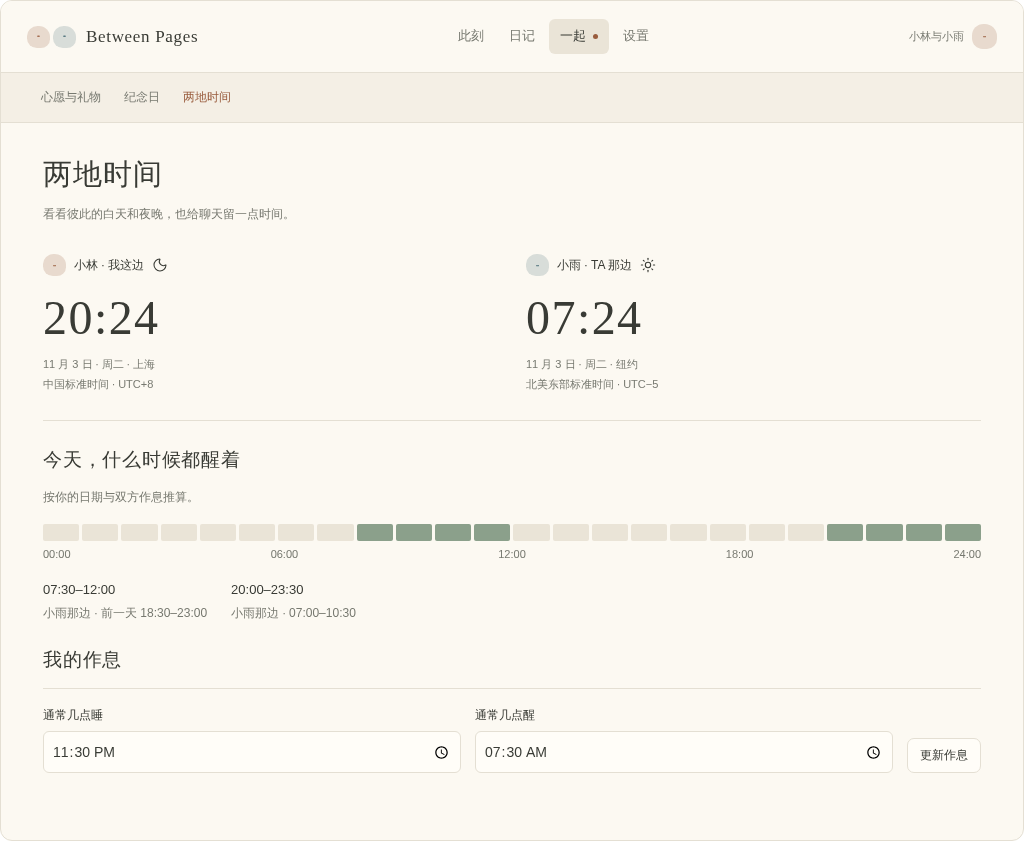 Between Pages
此刻 日记 一起 设置
小林与小雨
心愿与礼物 纪念日 两地时间
两地时间
看看彼此的白天和夜晚，也给聊天留一点时间。
小林 · 我这边
20:24
11 月 3 日 · 周二 · 上海
中国标准时间 · UTC+8
小雨 · TA 那边
07:24
11 月 3 日 · 周二 · 纽约
北美东部标准时间 · UTC−5
今天，什么时候都醒着
按你的日期与双方作息推算。
00:00 06:00 12:00 18:00 24:00
07:30–12:00
小雨那边 · 前一天 18:30–23:00
20:00–23:30
小雨那边 · 07:00–10:30
我的作息
通常几点睡
11:30 PM
通常几点醒
07:30 AM
更新作息